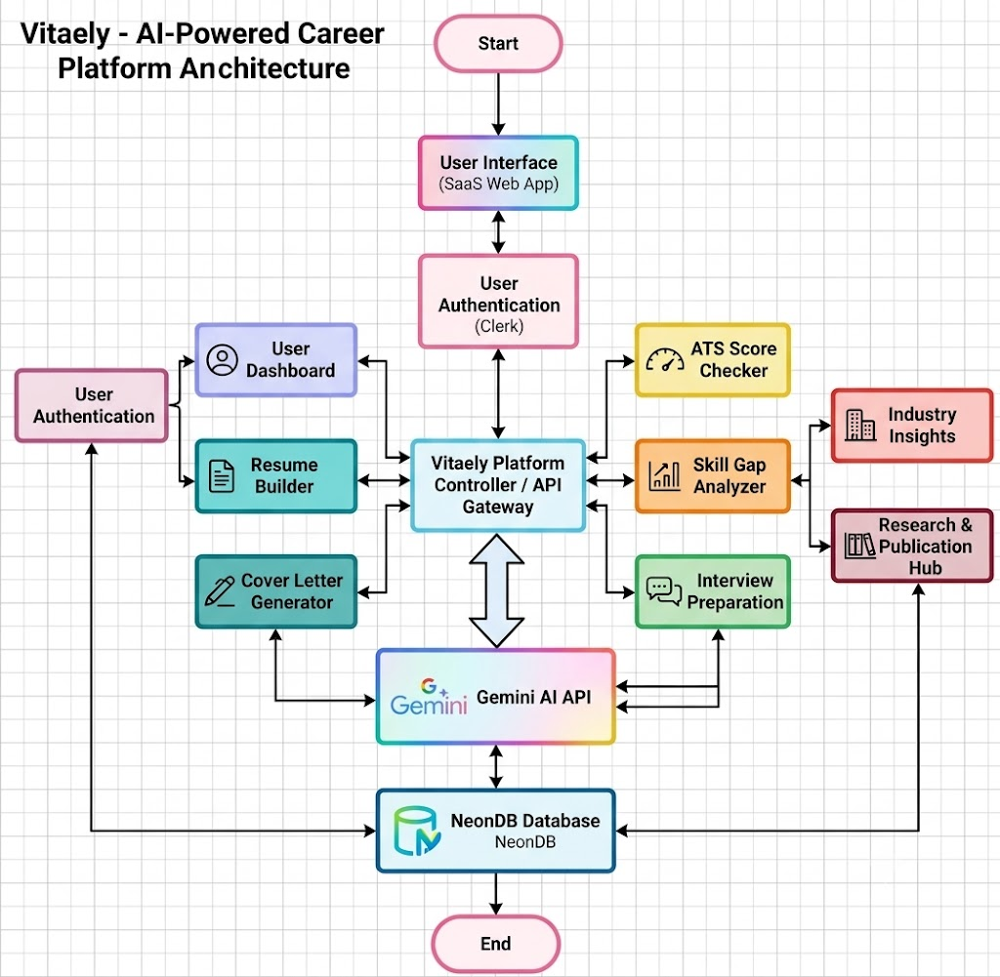 Vitaely - AI-Powered Career
Platform Anchitecture
Start
User Interface
(SaaS Web App)
User
Authentication
(Clerk)
User
Dashboard
ATS Score
Checker
User
Authentication
Industry
Insights
Resume
Builder
Vitaely Platform
Controller / API
Gateway
Skill Gap
Analyzer
Research &
Publication
Hub
Cover Letter
Generator
Interview
Preparation
Gemini
Gemini AI API
NeonDB Database
NeonDB
End